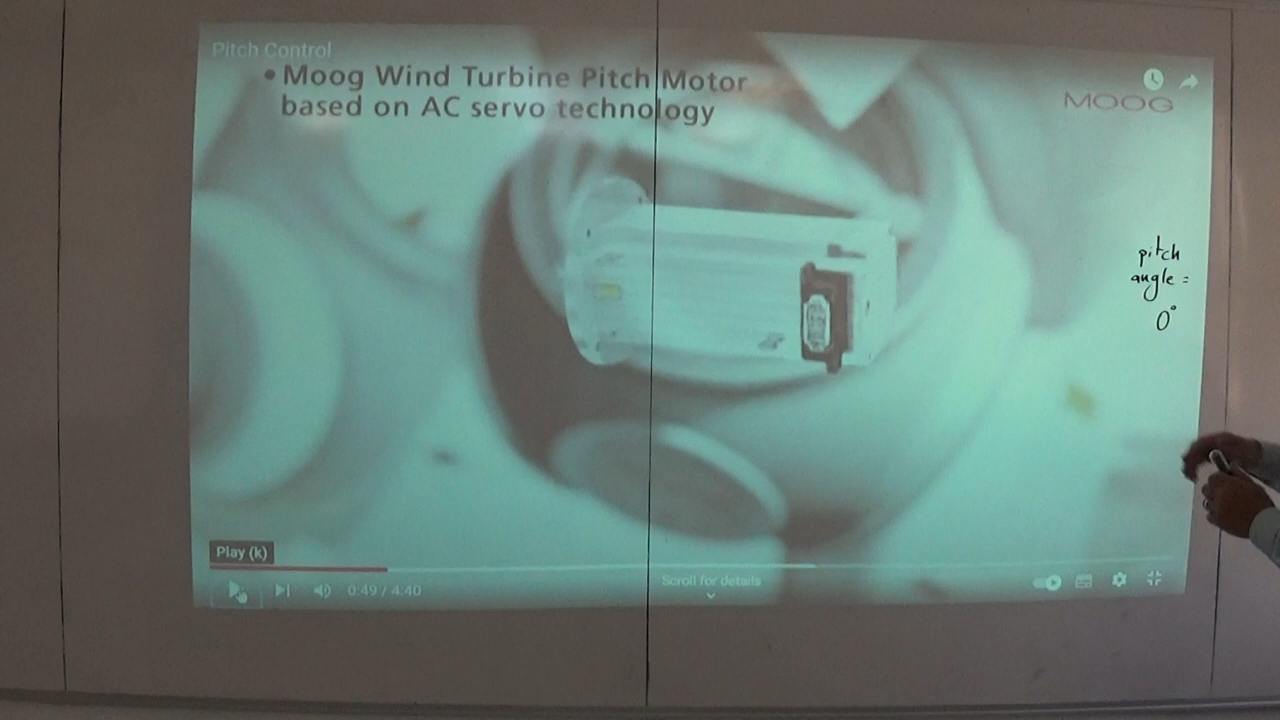 Pitch Control
• Moog Wind Turbine Pitch Motor
based on AC servo technology
MOOG
pitch
angle =
0°
Play (k)
0:49 / 4:40
Scroll for details